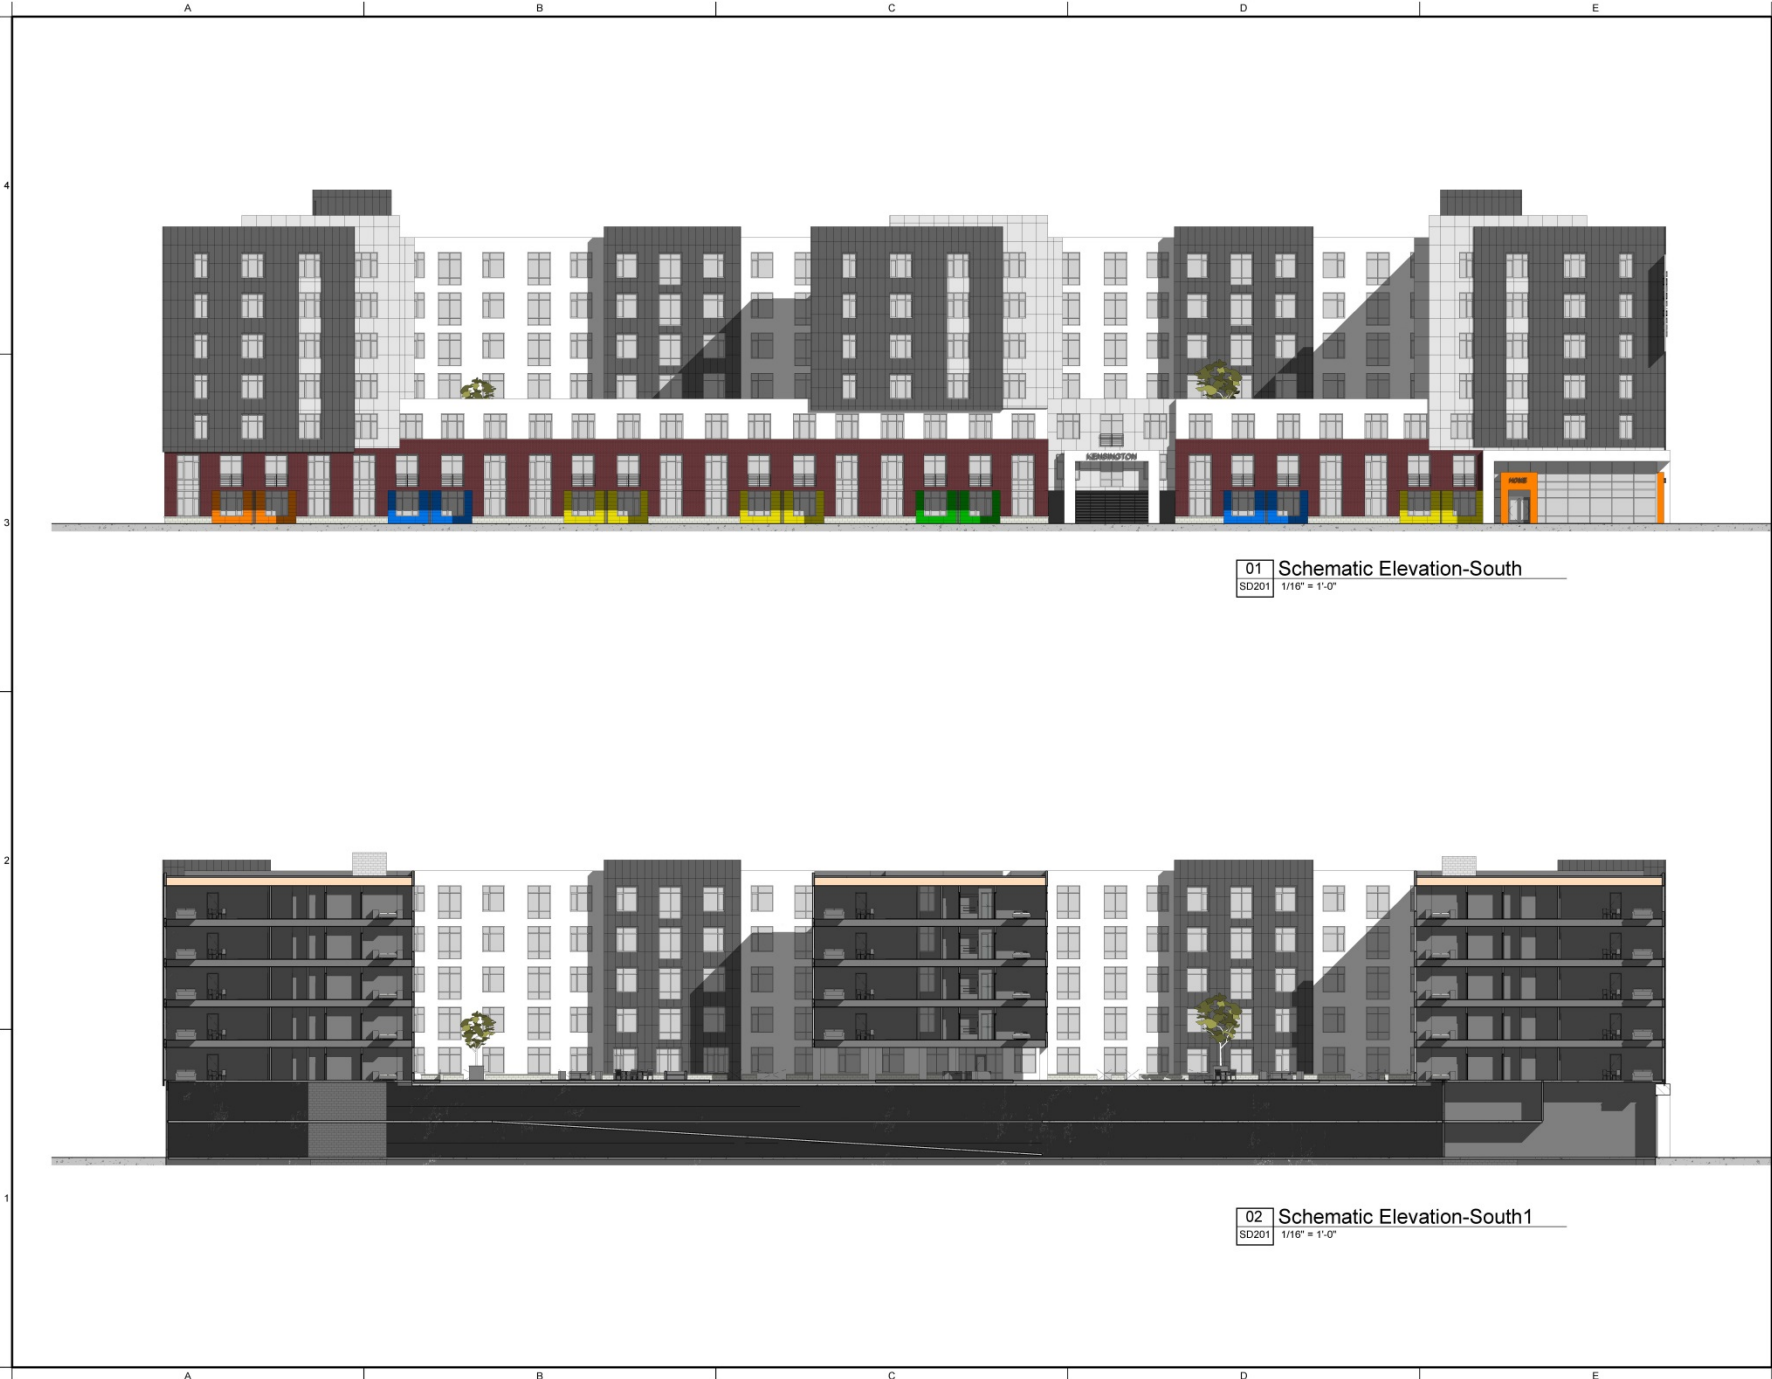 A B C D E
4
KENSINGTON
HOME
3
01 Schematic Elevation-South
SD201 1/16" = 1'-0"
2
02 Schematic Elevation-South1
SD201 1/16" = 1'-0"
1
A B C D E